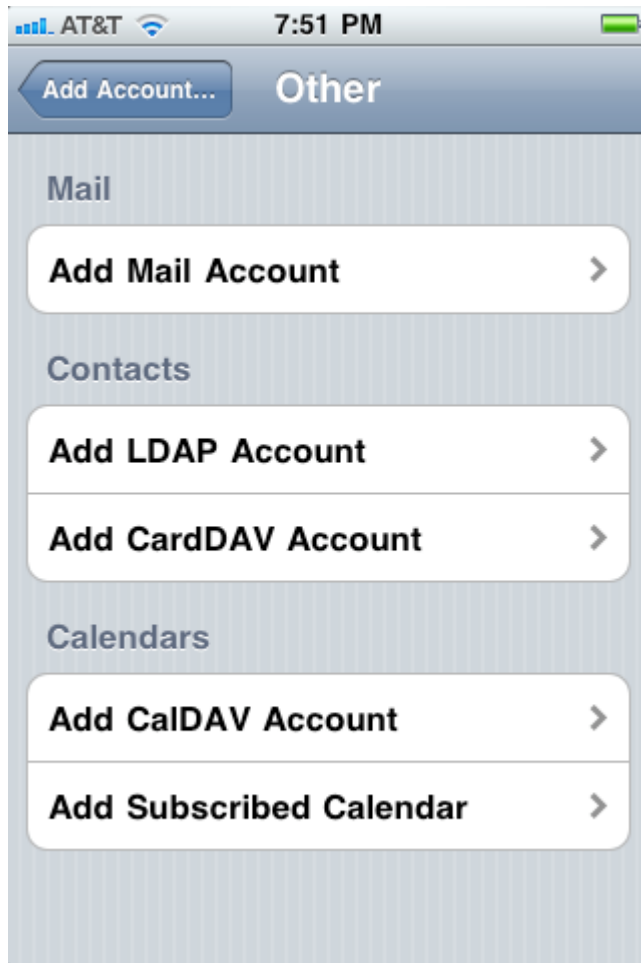 AT&T 7:51 PM
Add Account... Other
Mail
Add Mail Account
Contacts
Add LDAP Account
Add CardDAV Account
Calendars
Add CalDAV Account
Add Subscribed Calendar